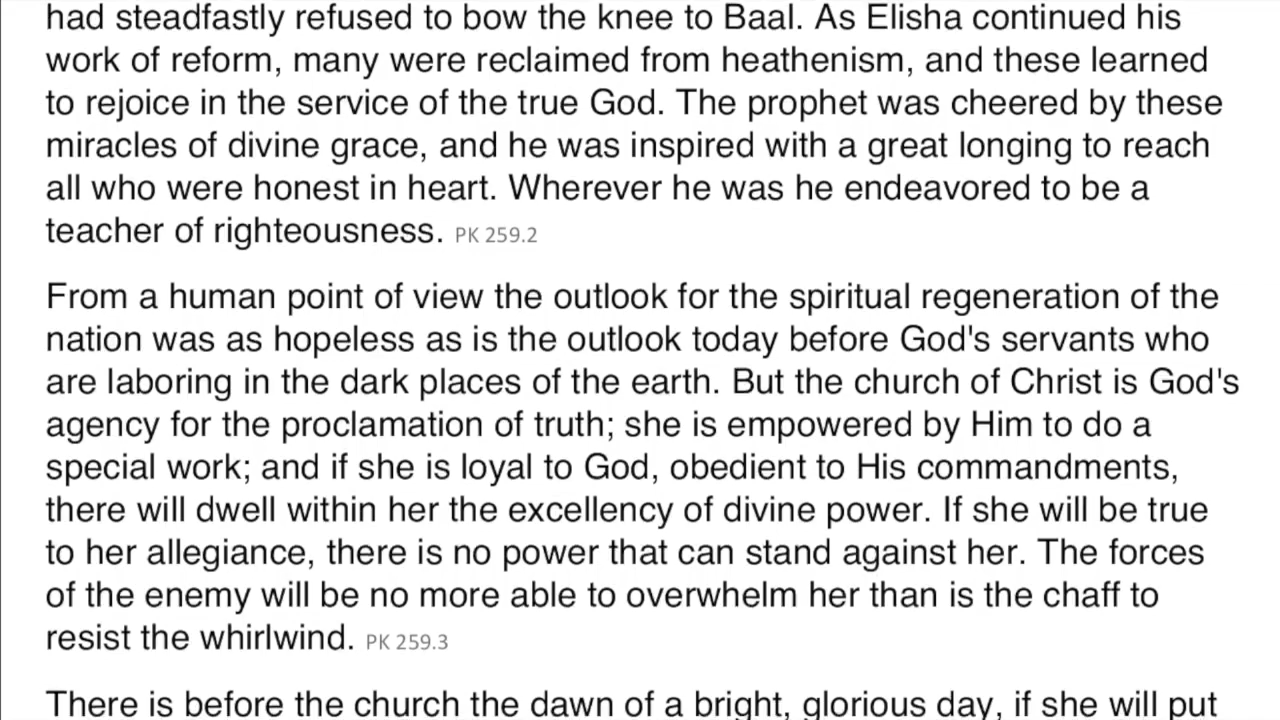 had steadfastly refused to bow the knee to Baal. As Elisha continued his
work of reform, many were reclaimed from heathenism, and these learned
to rejoice in the service of the true God. The prophet was cheered by these
miracles of divine grace, and he was inspired with a great longing to reach
all who were honest in heart. Wherever he was he endeavored to be a
teacher of righteousness. PK 259.2
From a human point of view the outlook for the spiritual regeneration of the
nation was as hopeless as is the outlook today before God's servants who
are laboring in the dark places of the earth. But the church of Christ is God's
agency for the proclamation of truth; she is empowered by Him to do a
special work; and if she is loyal to God, obedient to His commandments,
there will dwell within her the excellency of divine power. If she will be true
to her allegiance, there is no power that can stand against her. The forces
of the enemy will be no more able to overwhelm her than is the chaff to
resist the whirlwind. PK 259.3
There is before the church the dawn of a bright, glorious day, if she will put